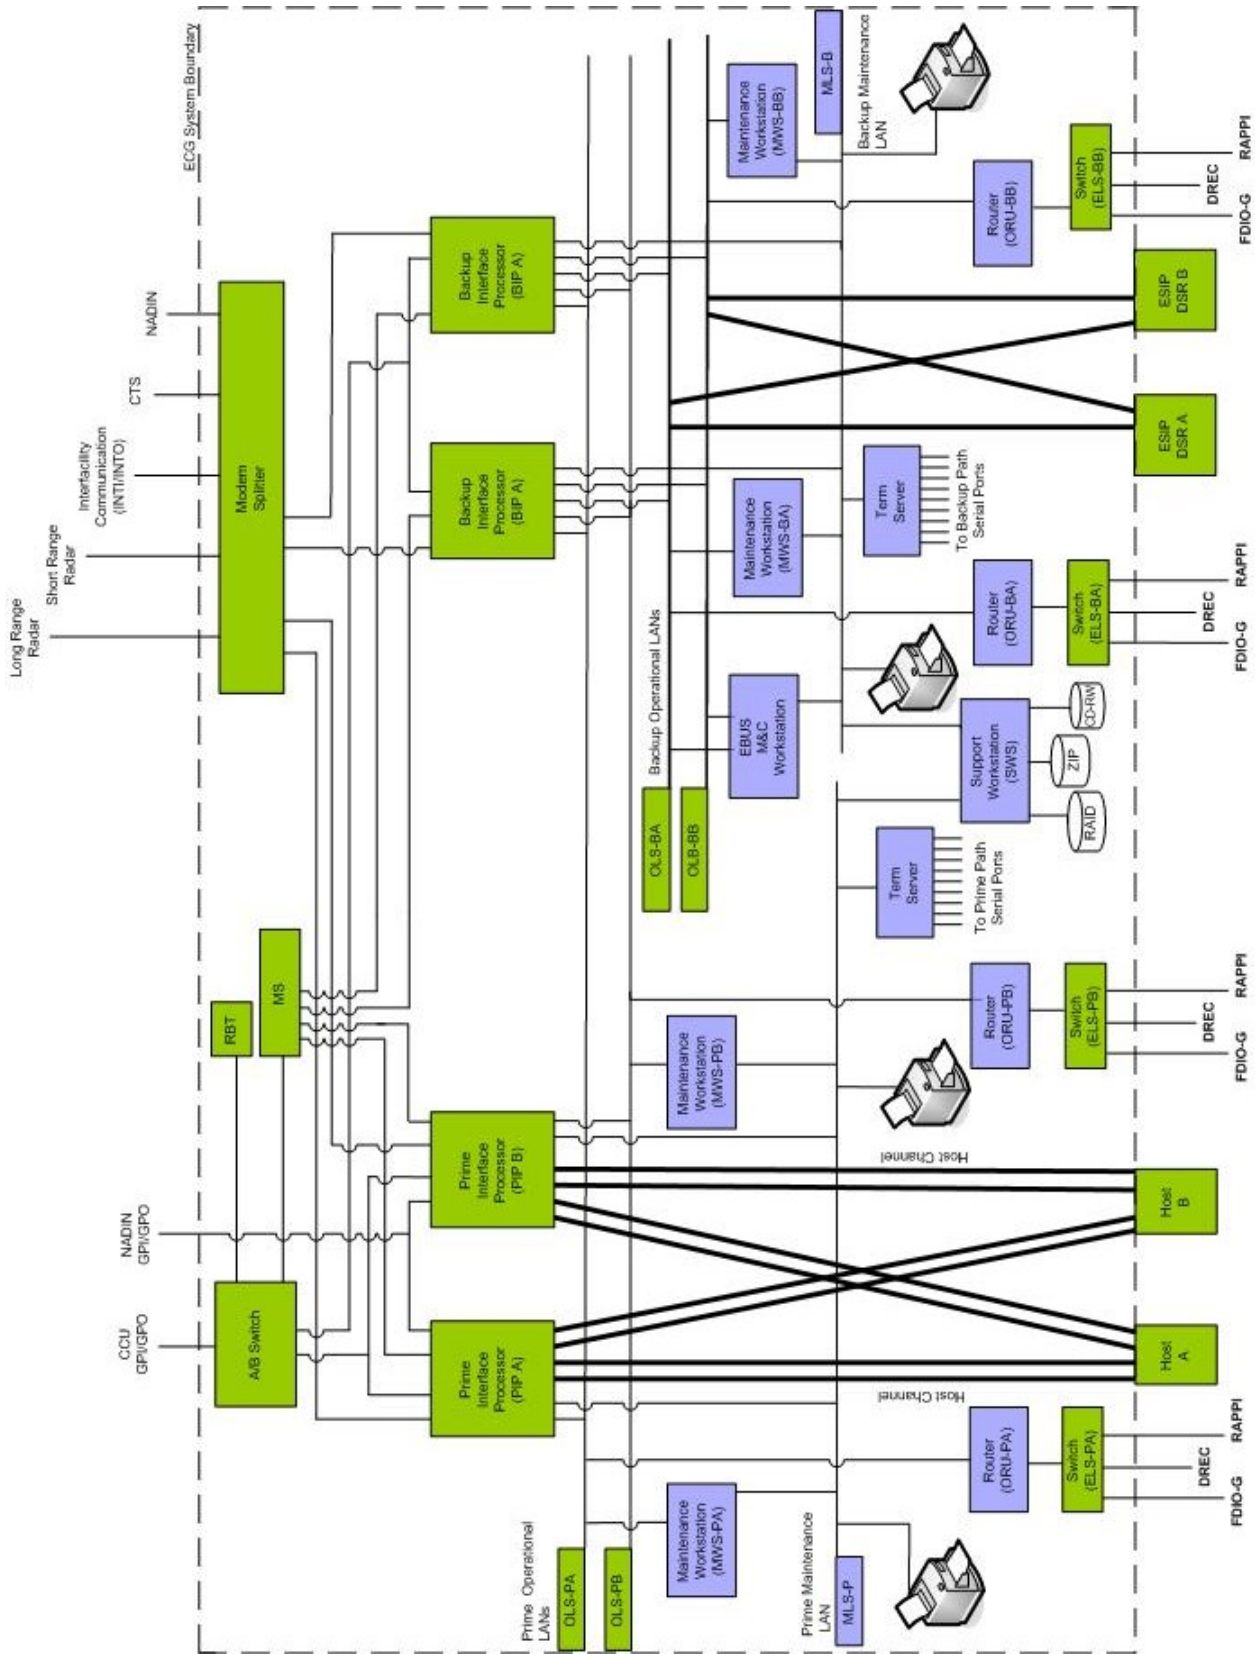 CCU
GPI/GPO
NADIN
GPI/GPO
Long Range
Radar
Short Range
Radar
Interfacility
Communication
(INTI/INTO)
CTS
NADIN
ECG System Boundary
A/B Switch
RBT
MS
Modem
Splitter
Prime
Interface
Processor
(PIP A)
Prime
Interface
Processor
(PIP B)
Backup
Interface
Processor
(BIP A)
Backup
Interface
Processor
(BIP A)
Prime Operational
LANs
OLS-PA
OLS-PB
Backup Operational LANs
OLS-BA
OLB-BB
Maintenance
Workstation
(MWS-PA)
Maintenance
Workstation
(MWS-PB)
EBUS
M&C
Workstation
Maintenance
Workstation
(MWS-BA)
Maintenance
Workstation
(MWS-BB)
Prime Maintenance
LAN
MLS-P
MLS-B
Backup Maintenance
LAN
Host Channel
Host Channel
Term
Server
To Prime Path
Serial Ports
Term
Server
To Backup Path
Serial Ports
Router
(ORU-PA)
Router
(ORU-PB)
Support
Workstation
(SWS)
Router
(ORU-BA)
Router
(ORU-BB)
Switch
(ELS-PA)
Switch
(ELS-PB)
RAID
ZIP
CD-RW
Switch
(ELS-BA)
Switch
(ELS-BB)
Host
A
Host
B
ESIP
DSR A
ESIP
DSR B
FDIO-G
DREC
RAPPI
FDIO-G
DREC
RAPPI
FDIO-G
DREC
RAPPI
FDIO-G
DREC
RAPPI